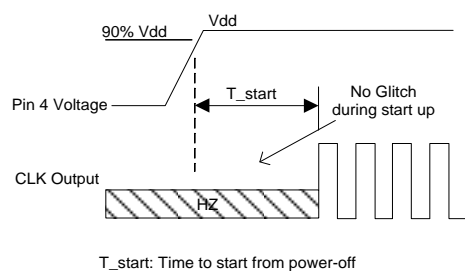 90% Vdd
Vdd
T_start
No Glitch
during start up
Pin 4 Voltage
CLK Output
HZ
T_start: Time to start from power-off